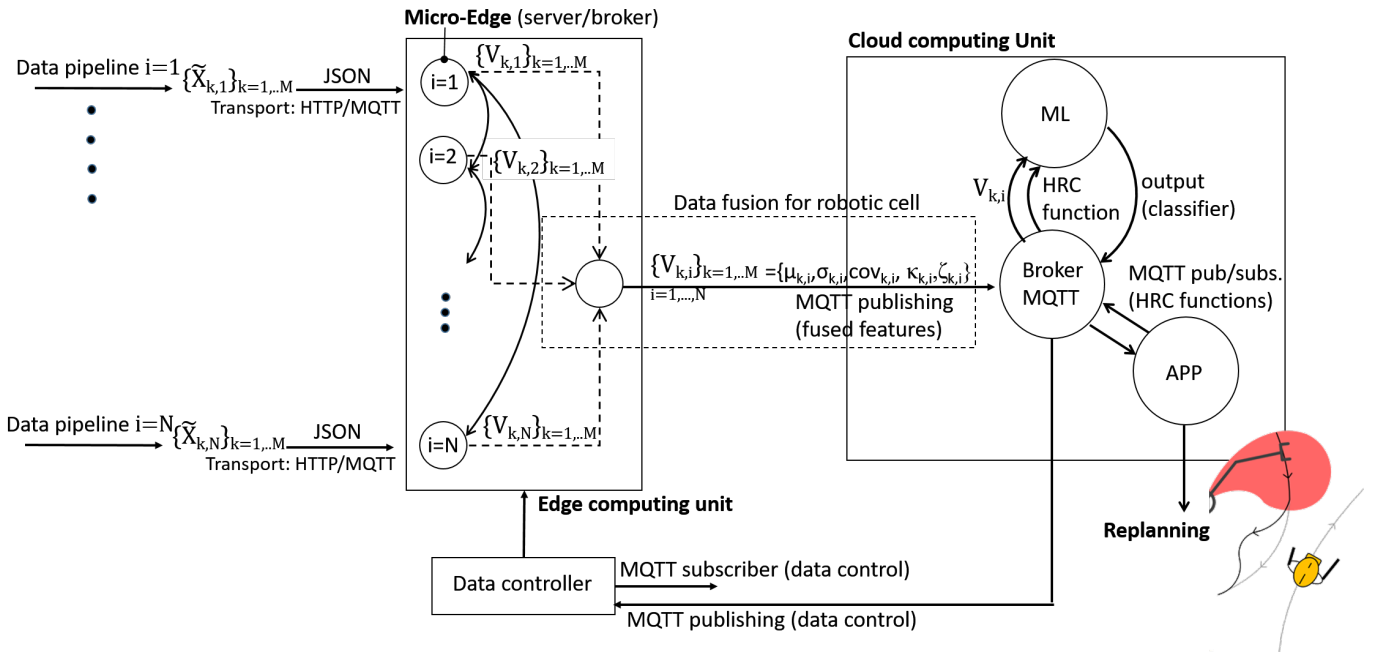 Micro-Edge (server/broker)
Cloud computing Unit
Data pipeline i=1
{X̃k,1}k=1,..M
JSON
Transport: HTTP/MQTT
i=1
{Vk,1}k=1,..M
i=2
{Vk,2}k=1,..M
ML
Vk,i
HRC
function
output
(classifier)
Data fusion for robotic cell
{Vk,i}k=1,..M ={μk,i,σk,i,covk,i, κk,i,ζk,i}
i=1,...,N
MQTT publishing
(fused features)
Broker
MQTT
MQTT pub/subs.
(HRC functions)
APP
Data pipeline i=N
{X̃k,N}k=1,..M
JSON
Transport: HTTP/MQTT
i=N
{Vk,N}k=1,..M
Edge computing unit
Replanning
Data controller
MQTT subscriber (data control)
MQTT publishing (data control)